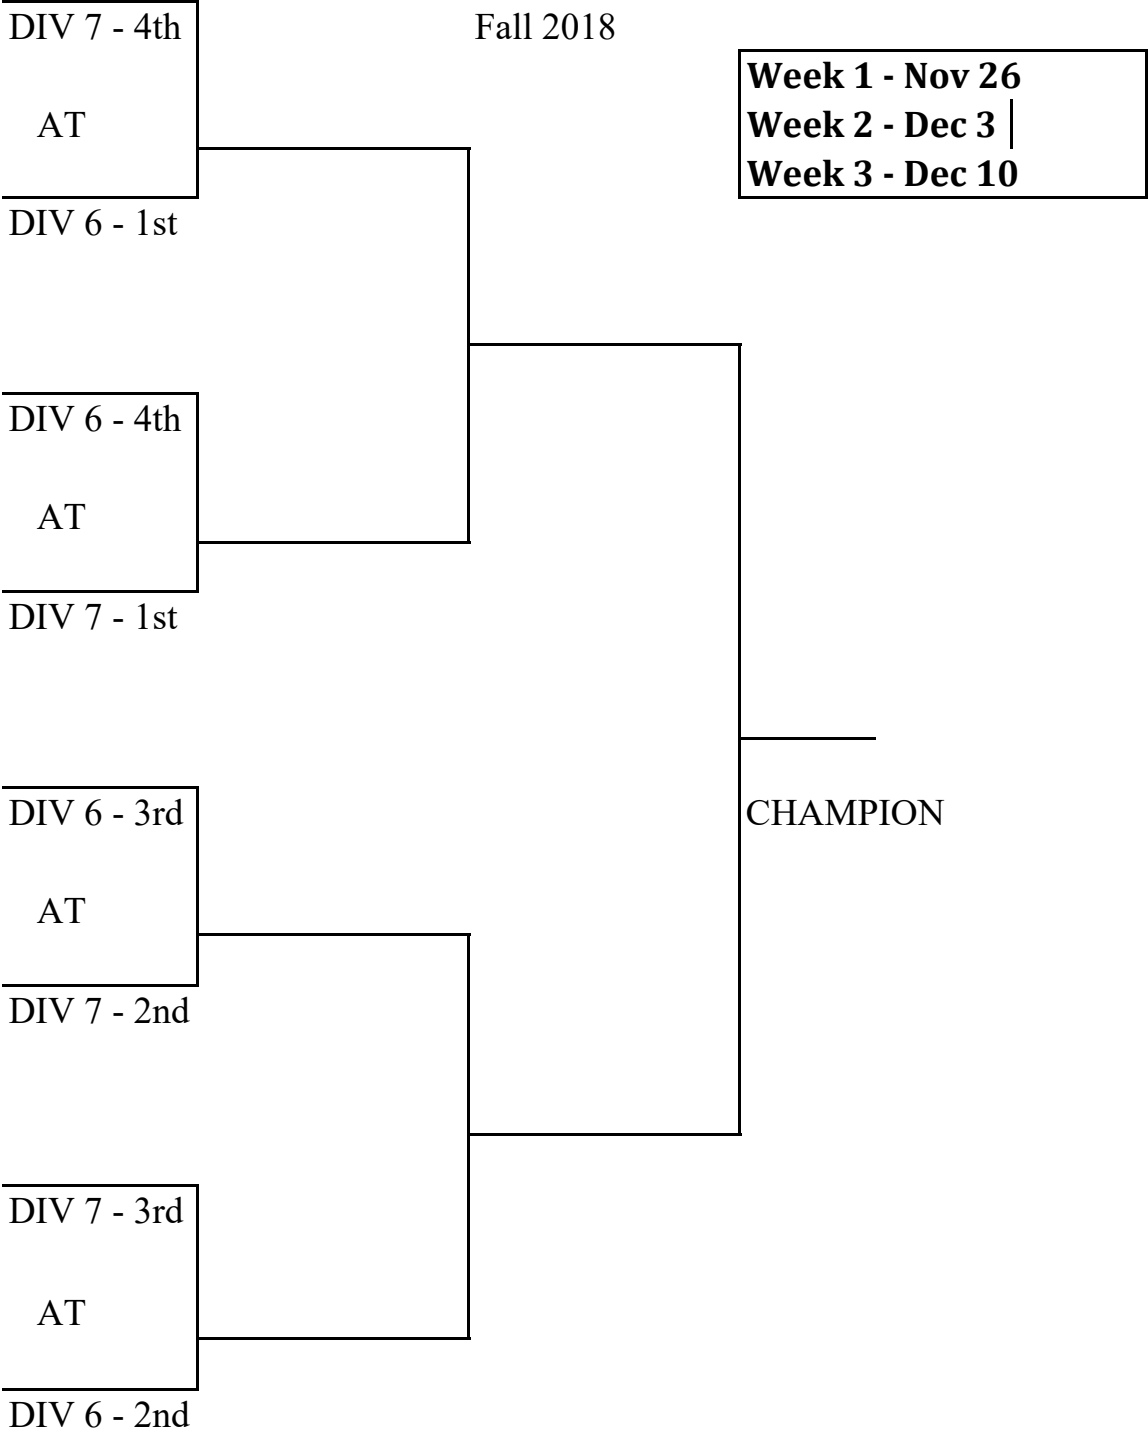 DIV 7 - 4th
Fall 2018
Week 1 - Nov 26
AT
Week 2 - Dec 3
Week 3 - Dec 10
DIV 6 - 1st
DIV 6 - 4th
AT
DIV 7 - 1st
DIV 6 - 3rd
CHAMPION
AT
DIV 7 - 2nd
DIV 7 - 3rd
AT
DIV 6 - 2nd